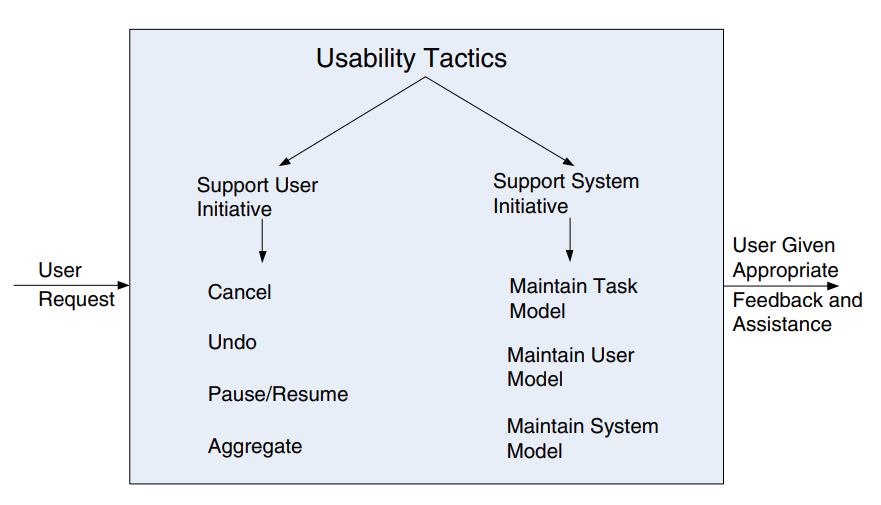 Usability Tactics
Support User
Initiative
Support System
Initiative
User
Request
Cancel
Undo
Pause/Resume
Aggregate
Maintain Task
Model
Maintain User
Model
Maintain System
Model
User Given
Appropriate
Feedback and
Assistance